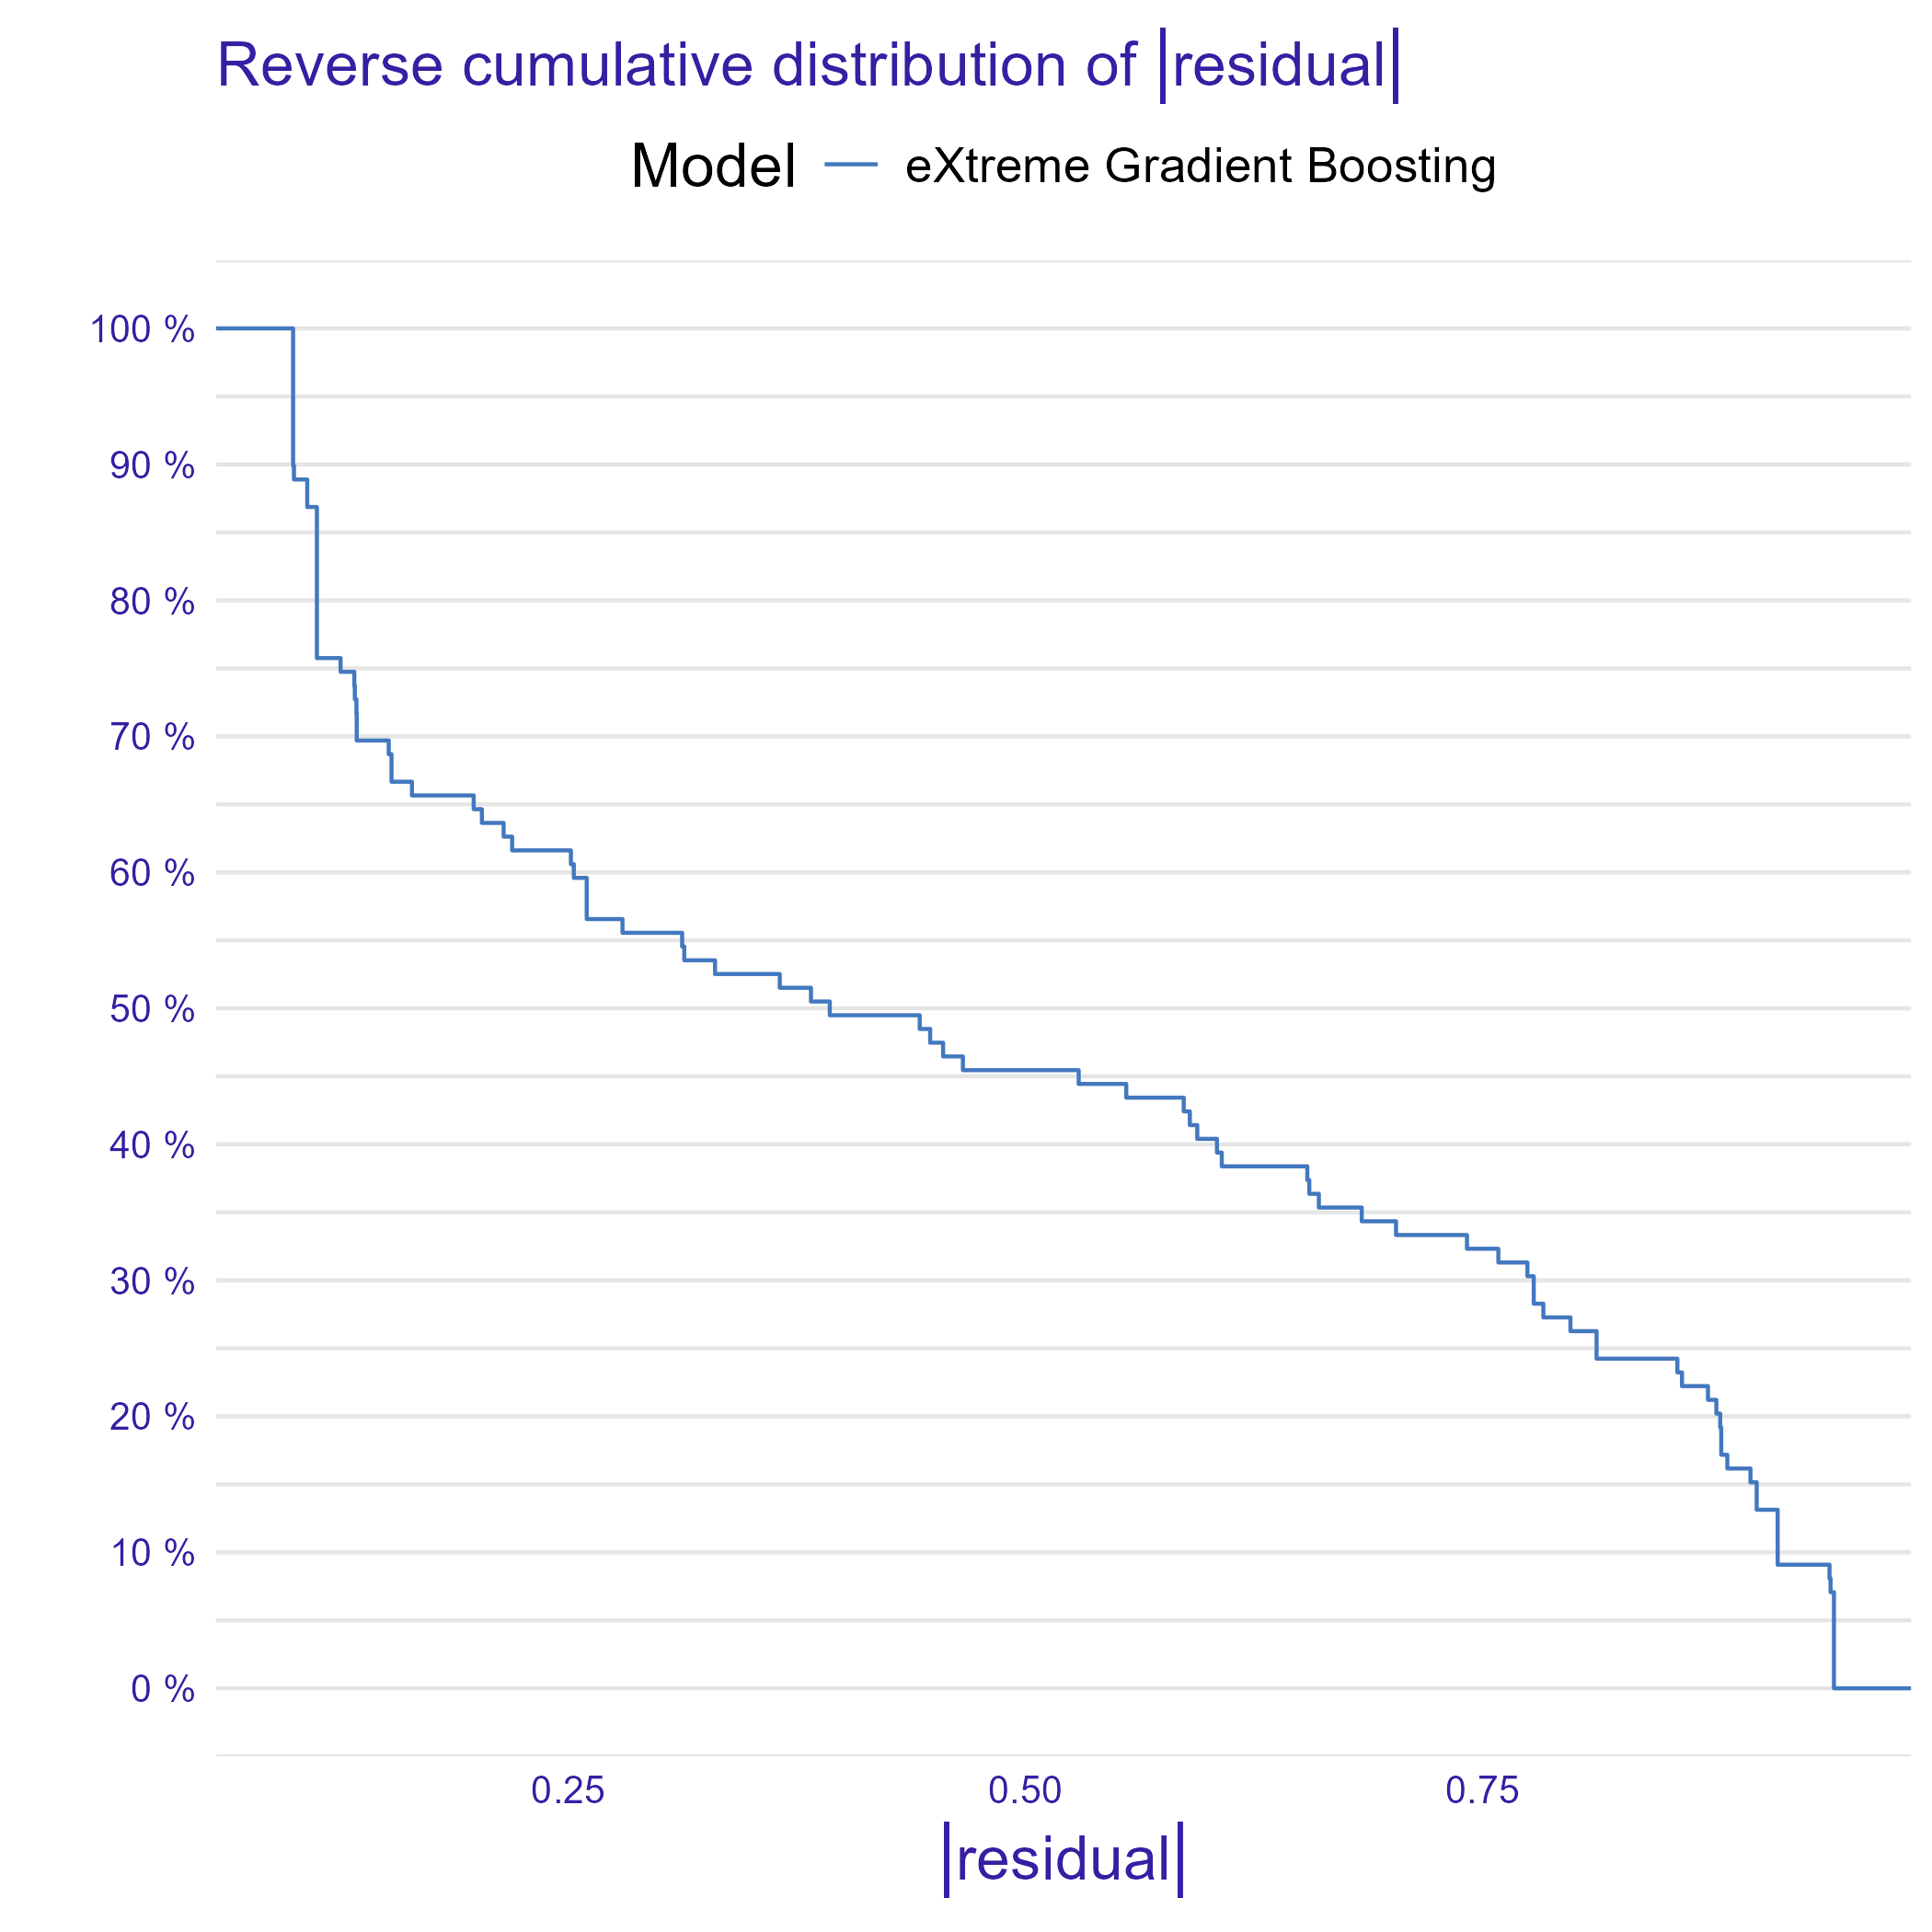 Reverse cumulative distribution of |residual|
Model eXtreme Gradient Boosting
100 %
90 %
80 %
70 %
60 %
50 %
40 %
30 %
20 %
10 %
0 %
0.25 0.50 0.75
|residual|